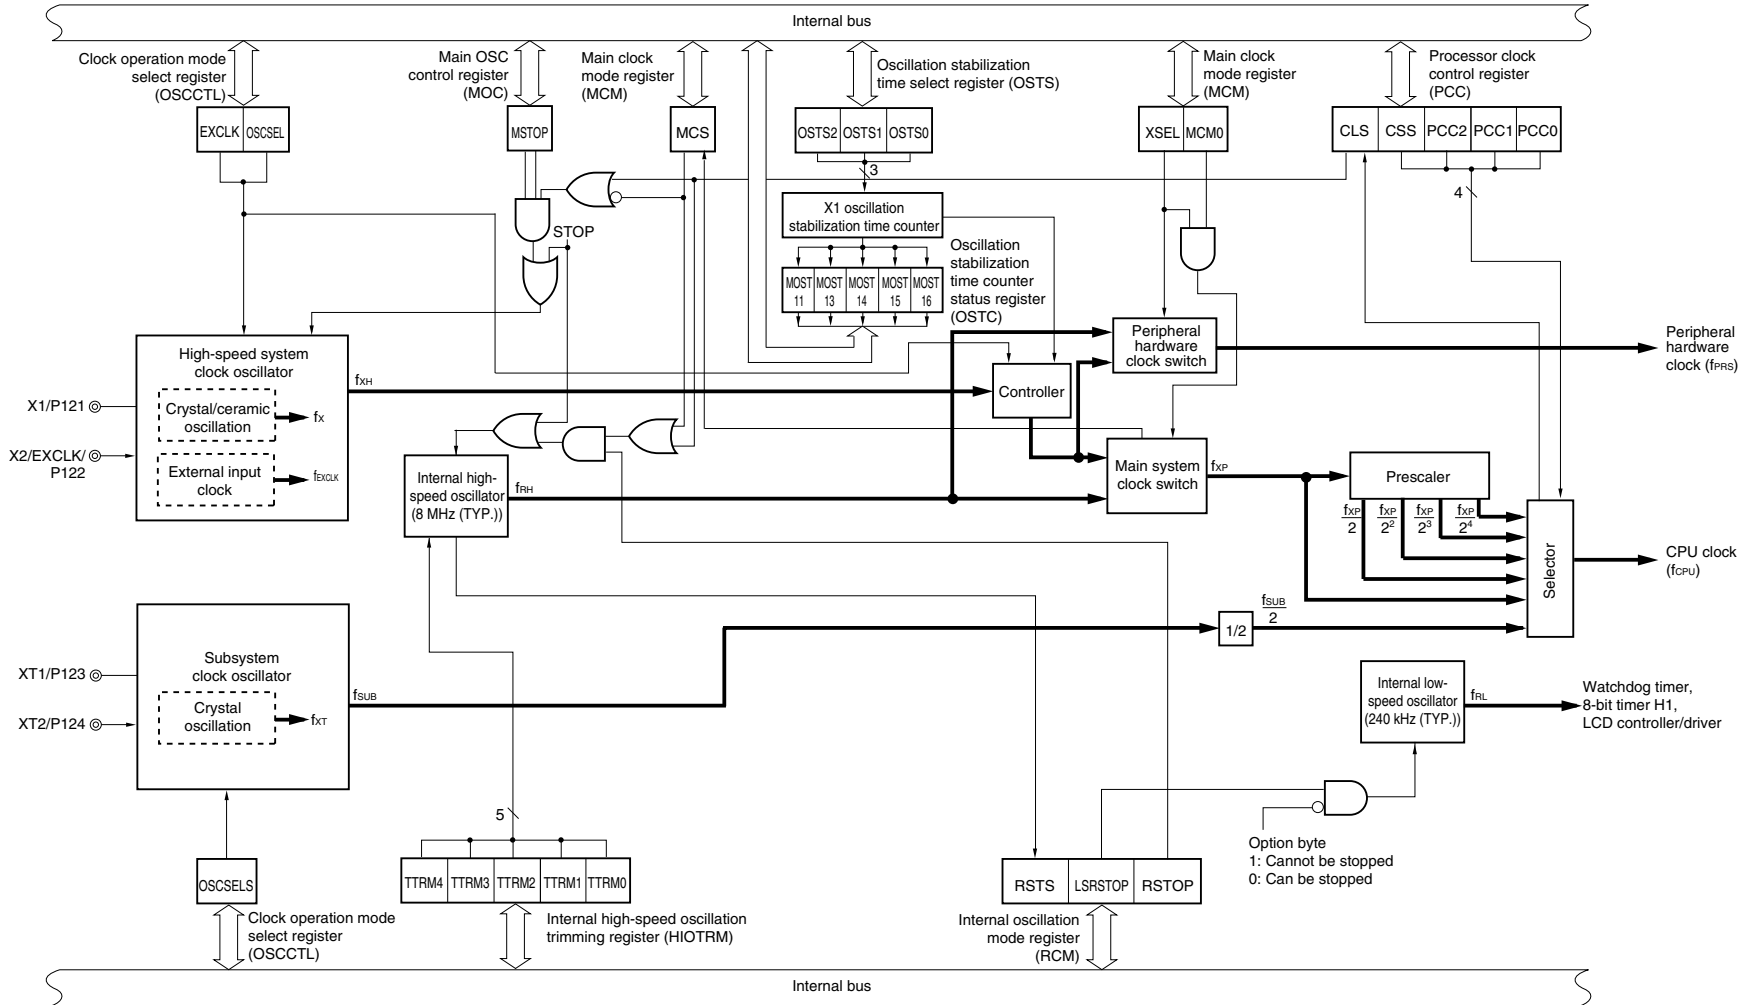 Internal bus
Clock operation mode
select register
(OSCCTL)
Main OSC
control register
(MOC)
Main clock
mode register
(MCM)
Oscillation stabilization
time select register (OSTS)
Main clock
mode register
(MCM)
Processor clock
control register
(PCC)
EXCLK OSCSEL
MSTOP
MCS
OSTS2 OSTS1 OSTS0
XSEL MCM0
CLS CSS PCC2 PCC1 PCC0
3
4
X1 oscillation
stabilization time counter
STOP
Oscillation
stabilization
time counter
status register
(OSTC)
MOST MOST MOST MOST MOST
11 13 14 15 16
High-speed system
clock oscillator
Crystal/ceramic
oscillation
fX
External input
clock
fEXCLK
X1/P121
X2/EXCLK/
P122
fXH
Controller
Peripheral
hardware
clock switch
Peripheral
hardware
clock (fPRS)
Internal high-
speed oscillator
(8 MHz (TYP.))
fRH
Main system
clock switch
fXP
Prescaler
fXP fXP fXP fXP
2 2² 2³ 2⁴
Selector
CPU clock
(fCPU)
fSUB
2
1/2
Subsystem
clock oscillator
Crystal
oscillation
fXT
XT1/P123
XT2/P124
fSUB
Internal low-
speed oscillator
(240 kHz (TYP.))
fRL
Watchdog timer,
8-bit timer H1,
LCD controller/driver
5
Option byte
1: Cannot be stopped
0: Can be stopped
OSCSELS
TTRM4 TTRM3 TTRM2 TTRM1 TTRM0
RSTS LSRSTOP RSTOP
Clock operation mode
select register
(OSCCTL)
Internal high-speed oscillation
trimming register (HIOTRM)
Internal oscillation
mode register
(RCM)
Internal bus